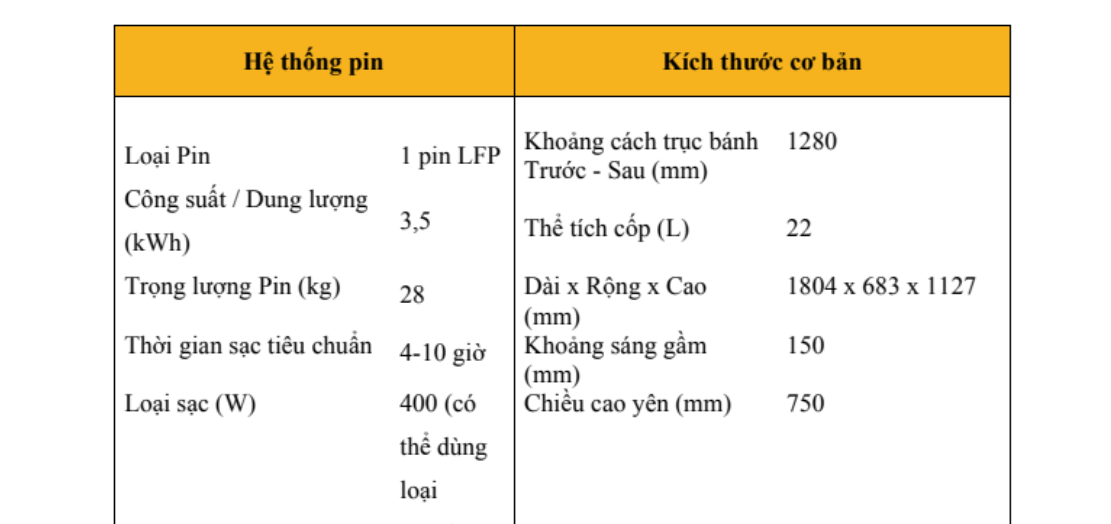 Hệ thống pin
Kích thước cơ bản
Loại Pin 1 pin LFP
Công suất / Dung lượng
(kWh) 3,5
Trọng lượng Pin (kg) 28
Thời gian sạc tiêu chuẩn 4-10 giờ
Loại sạc (W) 400 (có
thể dùng
loại
Khoảng cách trục bánh 1280
Trước - Sau (mm)
Thể tích cốp (L) 22
Dài x Rộng x Cao 1804 x 683 x 1127
(mm)
Khoảng sáng gầm 150
(mm)
Chiều cao yên (mm) 750